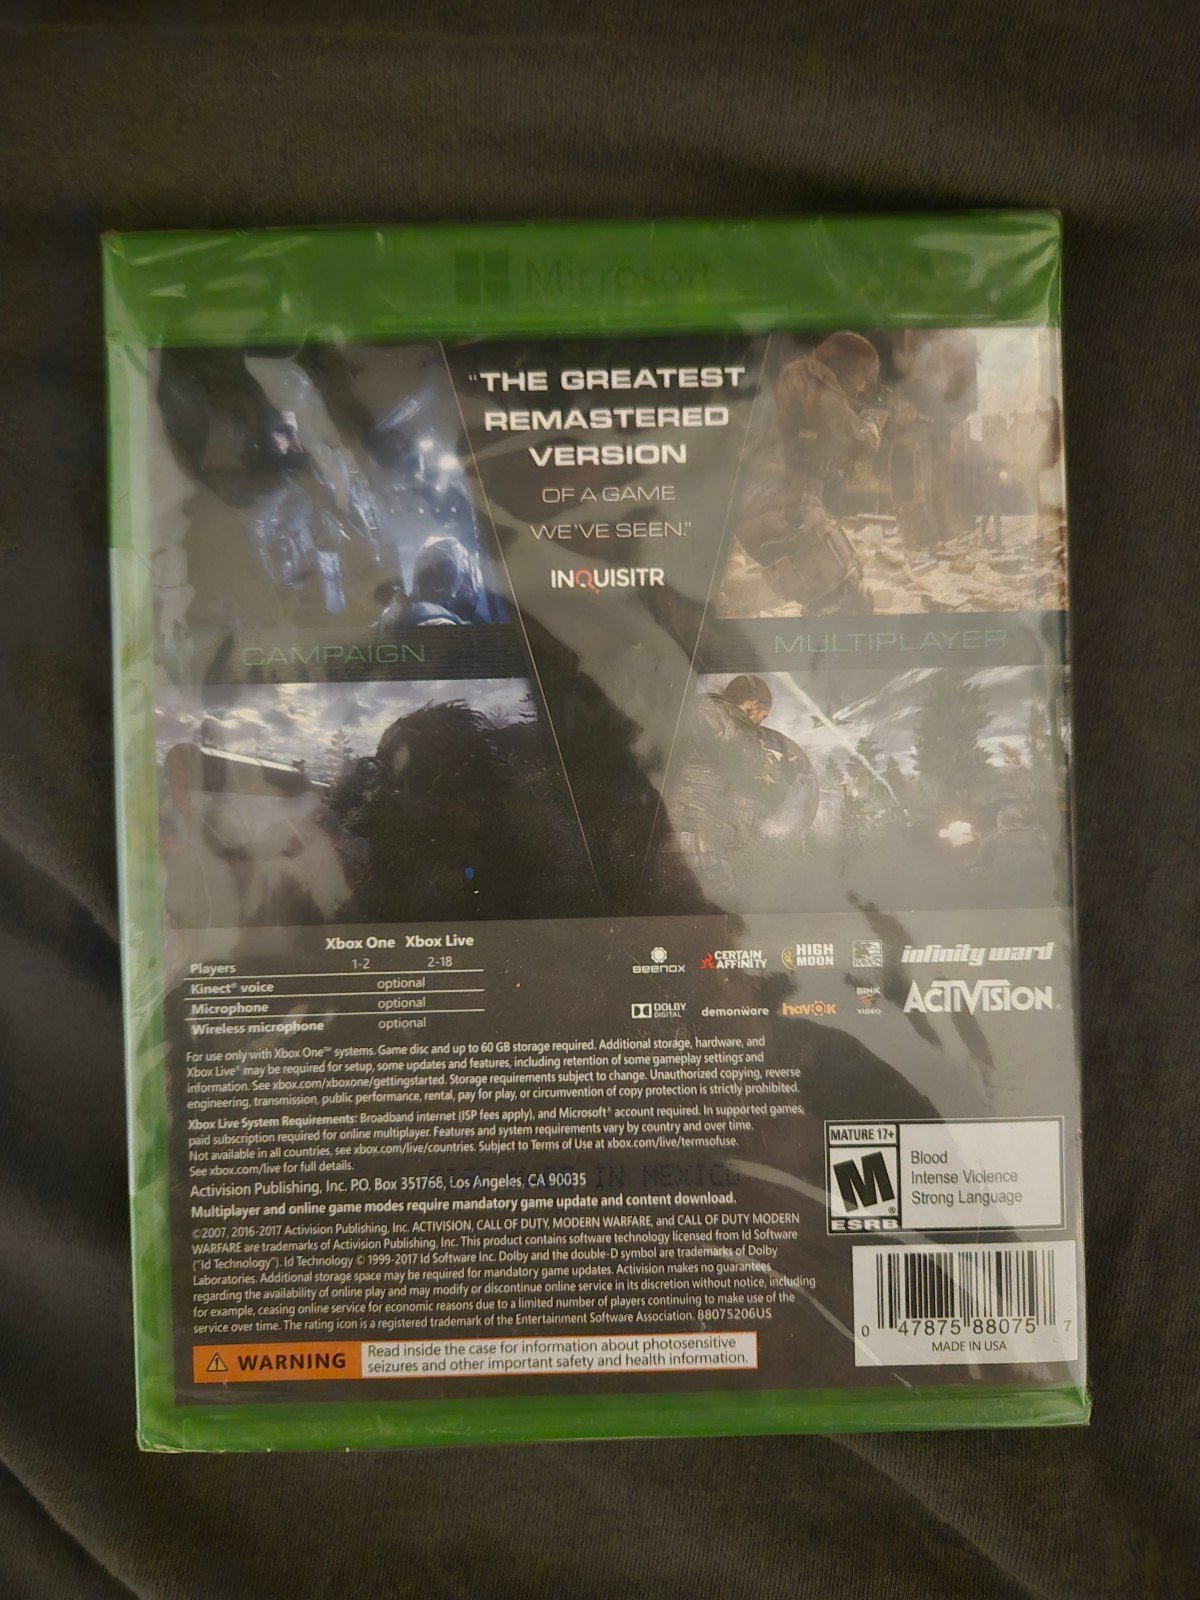 Microsoft
"THE GREATEST
REMASTERED
VERSION
OF A GAME
WE'VE SEEN."
INQUISITR
CAMPAIGN
MULTIPLAYER
Xbox One Xbox Live
Players 1-2 2-18
Kinect® voice optional
Microphone optional
Wireless microphone optional
beenox CERTAIN AFFINITY HIGH MOON RAVEN infinity ward
DOLBY DIGITAL demonware havok BINK VIDEO ACTIVISION
For use only with Xbox One™ systems. Game disc and up to 60 GB storage required. Additional storage, hardware, and
Xbox Live® may be required for setup, some updates and features, including retention of some gameplay settings and
information. See xbox.com/xboxone/gettingstarted. Storage requirements subject to change. Unauthorized copying, reverse
engineering, transmission, public performance, rental, pay for play, or circumvention of copy protection is strictly prohibited.
Xbox Live System Requirements: Broadband internet (ISP fees apply), and Microsoft® account required. In supported games,
paid subscription required for online multiplayer. Features and system requirements vary by country and over time.
Not available in all countries, see xbox.com/live/countries. Subject to Terms of Use at xbox.com/live/termsofuse.
See xbox.com/live for full details.
DISC MADE IN MEXICO
Activision Publishing, Inc. P.O. Box 351768, Los Angeles, CA 90035
Multiplayer and online game modes require mandatory game update and content download.
© 2007, 2016-2017 Activision Publishing, Inc. ACTIVISION, CALL OF DUTY, MODERN WARFARE, and CALL OF DUTY MODERN
WARFARE are trademarks of Activision Publishing, Inc. This product contains software technology licensed from Id Software
("Id Technology"). Id Technology © 1999-2017 Id Software Inc. Dolby and the double-D symbol are trademarks of Dolby
Laboratories. Additional storage space may be required for mandatory game updates. Activision makes no guarantees
regarding the availability of online play and may modify or discontinue online service in its discretion without notice, including
for example, ceasing online service for economic reasons due to a limited number of players continuing to make use of the
service over time. The rating icon is a registered trademark of the Entertainment Software Association. 88075206US
WARNING
Read inside the case for information about photosensitive
seizures and other important safety and health information.
MATURE 17+
M
ESRB
Blood
Intense Violence
Strong Language
0 47875 88075 7
MADE IN USA